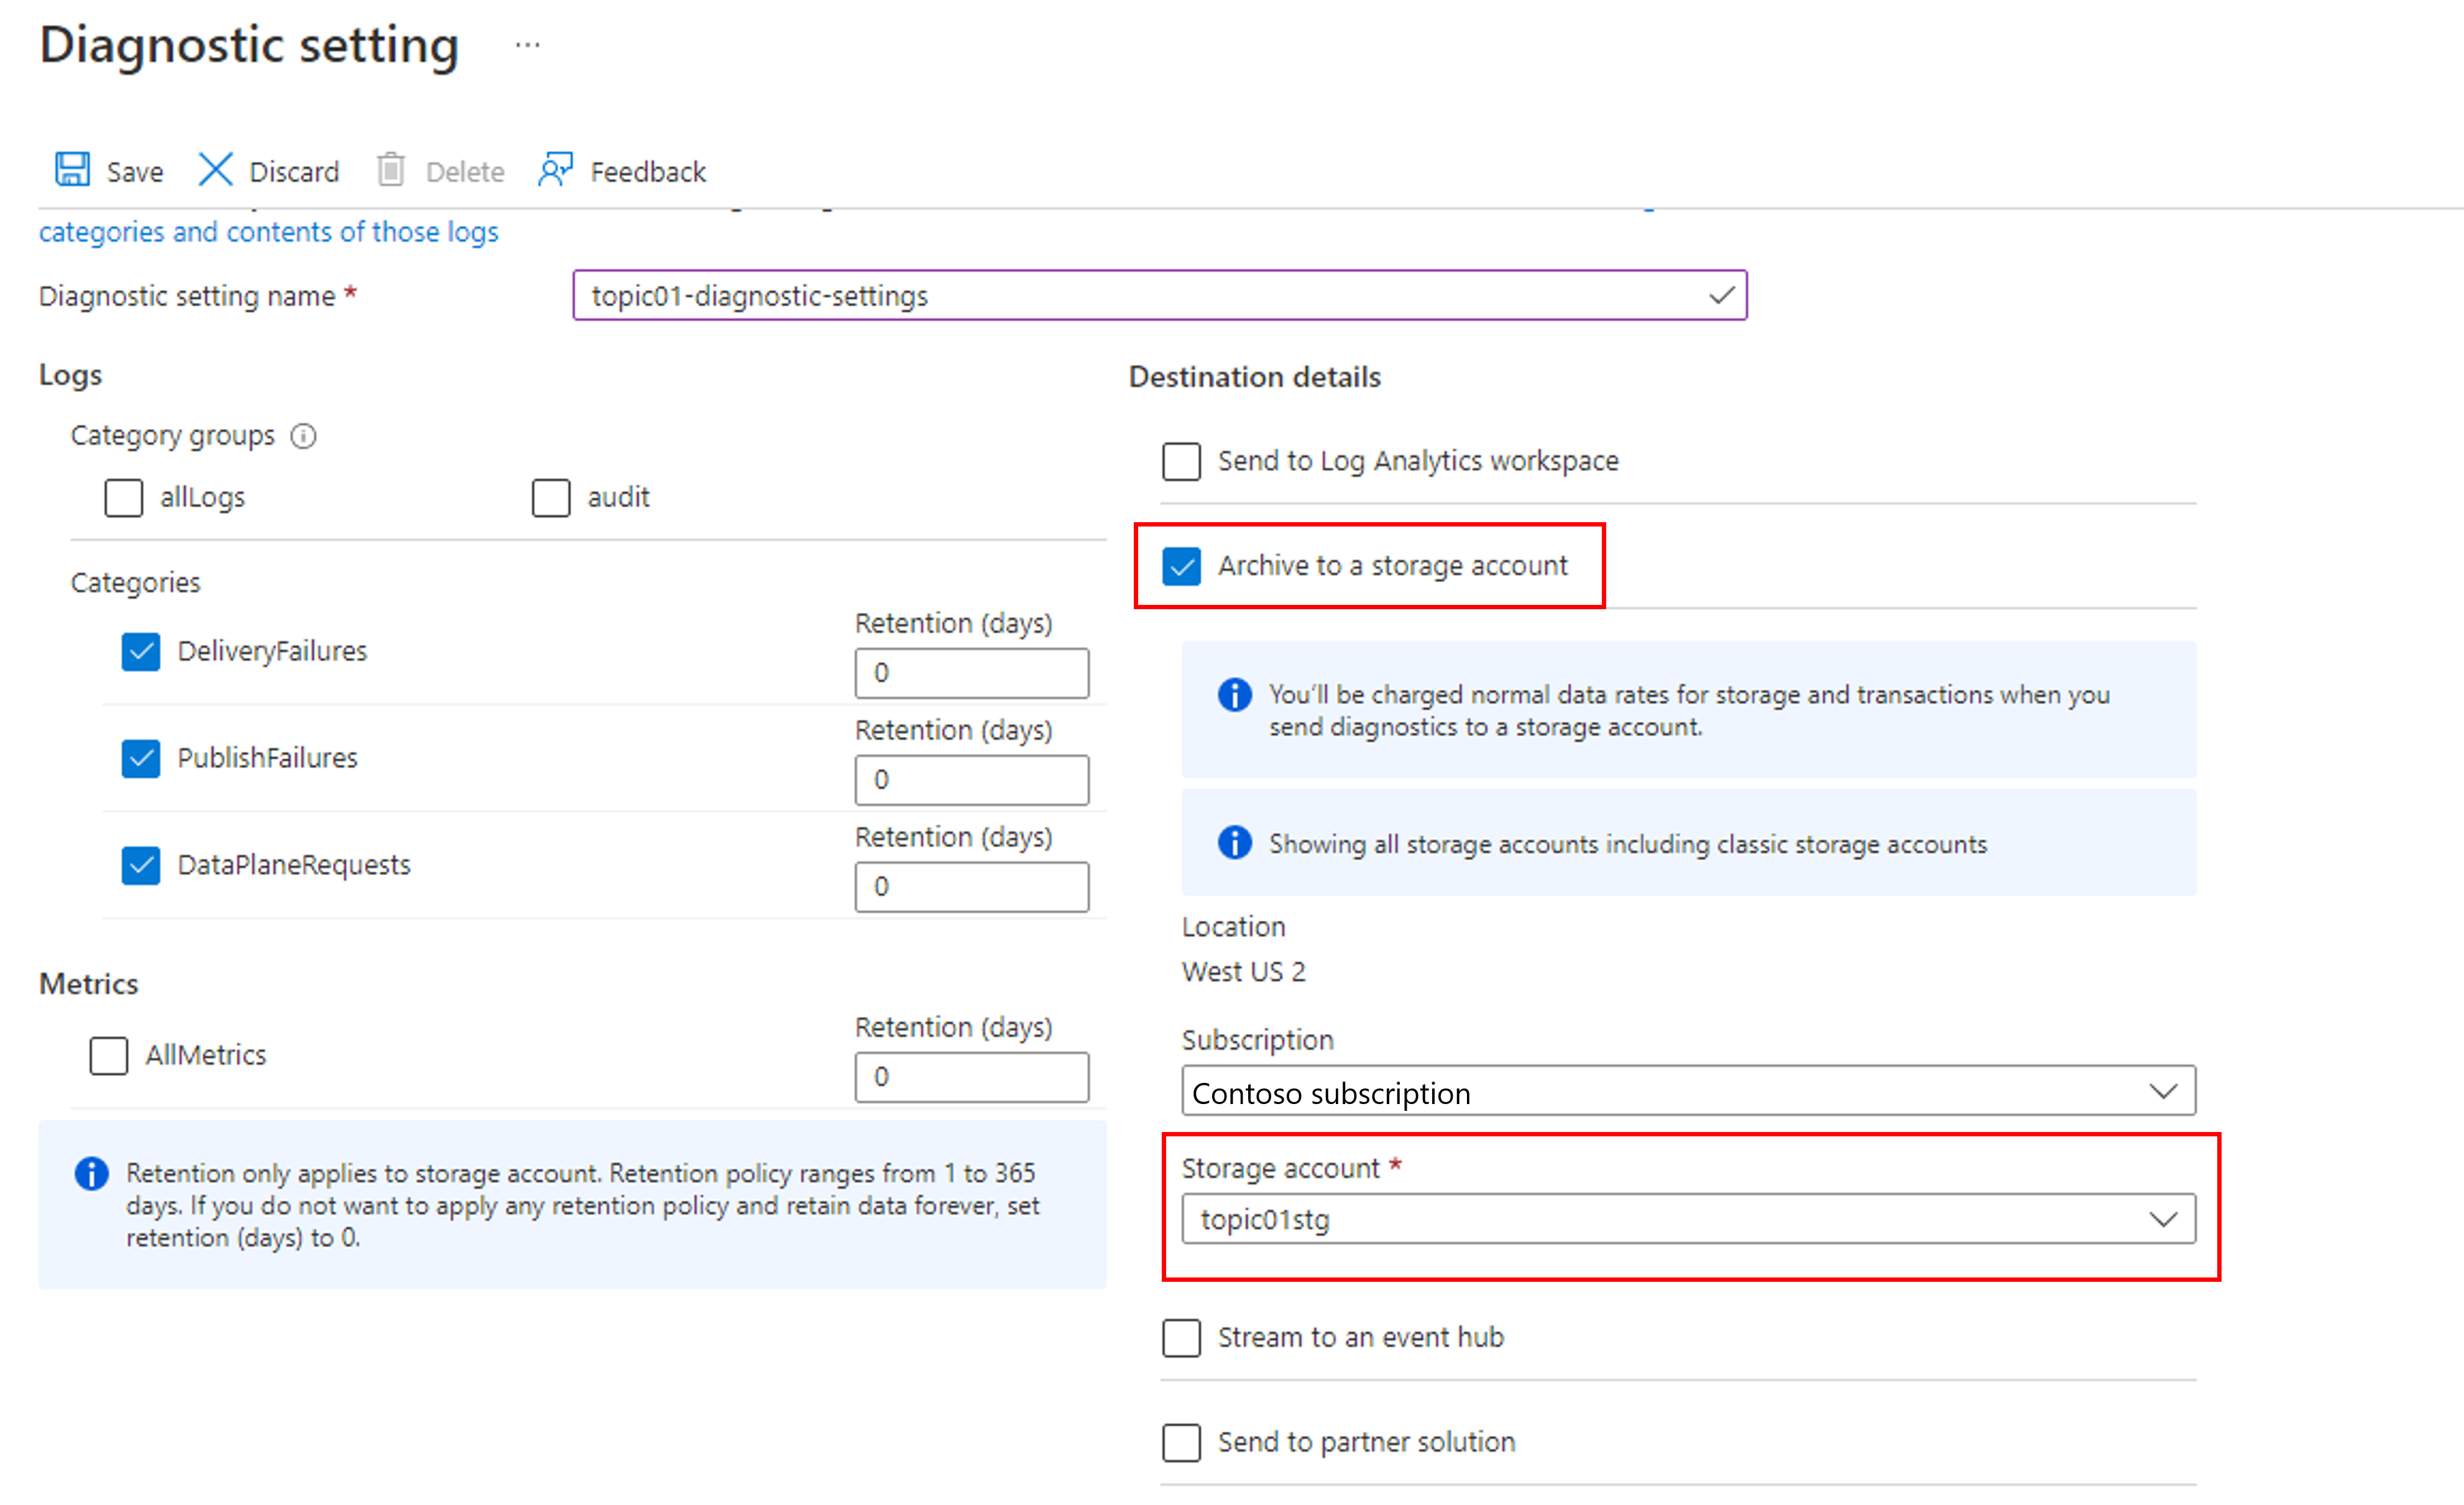 Diagnostic setting ...
Save Discard Delete Feedback
categories and contents of those logs
Diagnostic setting name * topic01-diagnostic-settings
Logs
Category groups
allLogs audit
Categories
Retention (days)
DeliveryFailures
0
Retention (days)
PublishFailures
0
Retention (days)
DataPlaneRequests
0
Metrics
Retention (days)
AllMetrics
0
Retention only applies to storage account. Retention policy ranges from 1 to 365
days. If you do not want to apply any retention policy and retain data forever, set
retention (days) to 0.
Destination details
Send to Log Analytics workspace
Archive to a storage account
You'll be charged normal data rates for storage and transactions when you
send diagnostics to a storage account.
Showing all storage accounts including classic storage accounts
Location
West US 2
Subscription
Contoso subscription
Storage account *
topic01stg
Stream to an event hub
Send to partner solution